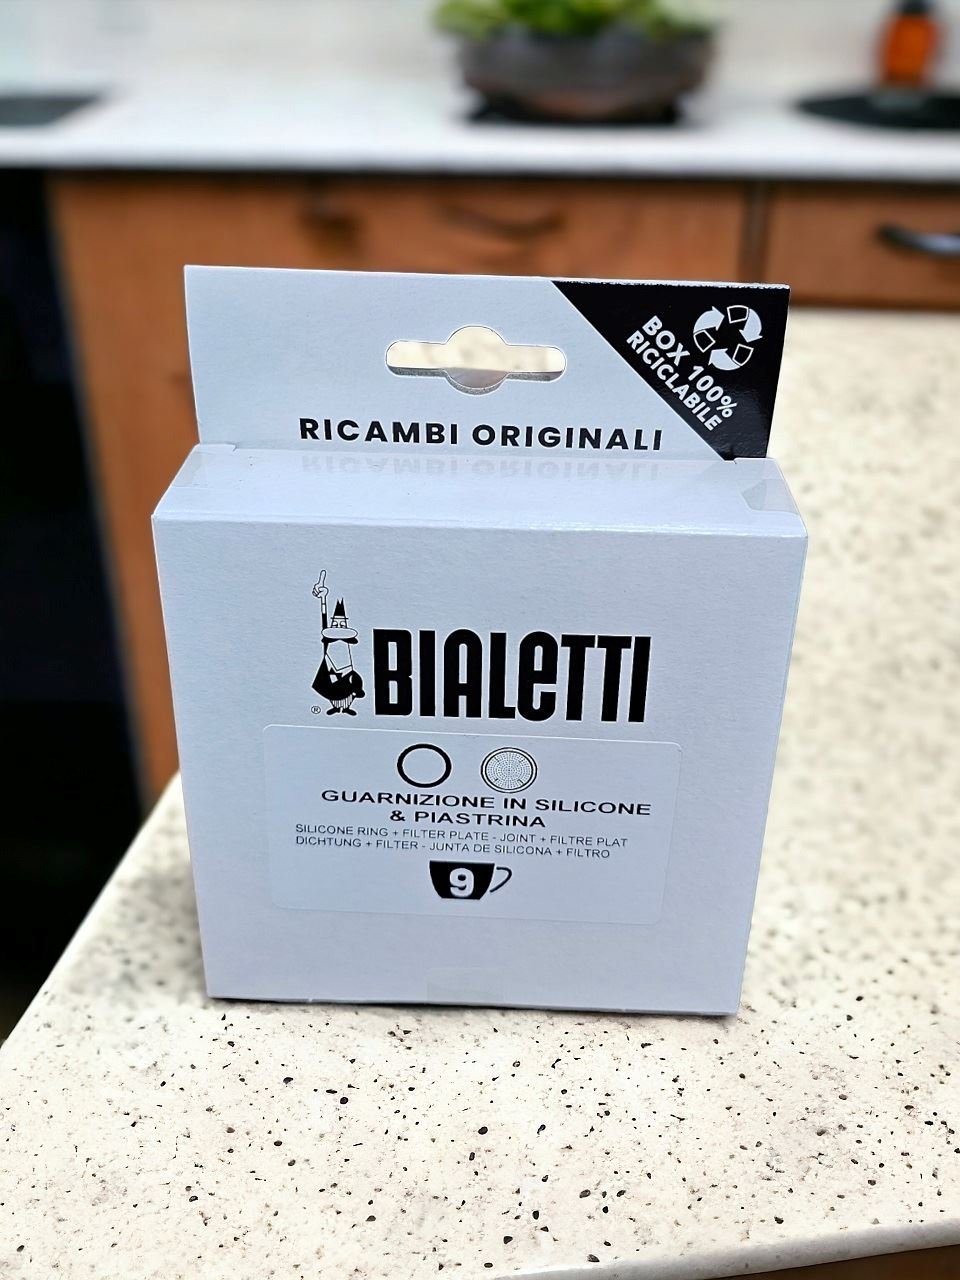 BOX 100%
RICICLABILE
RICAMBI ORIGINALI
BIALETTI
®
GUARNIZIONE IN SILICONE
& PIASTRINA
SILICONE RING + FILTER PLATE - JOINT + FILTRE PLAT
DICHTUNG + FILTER - JUNTA DE SILICONA + FILTRO
9